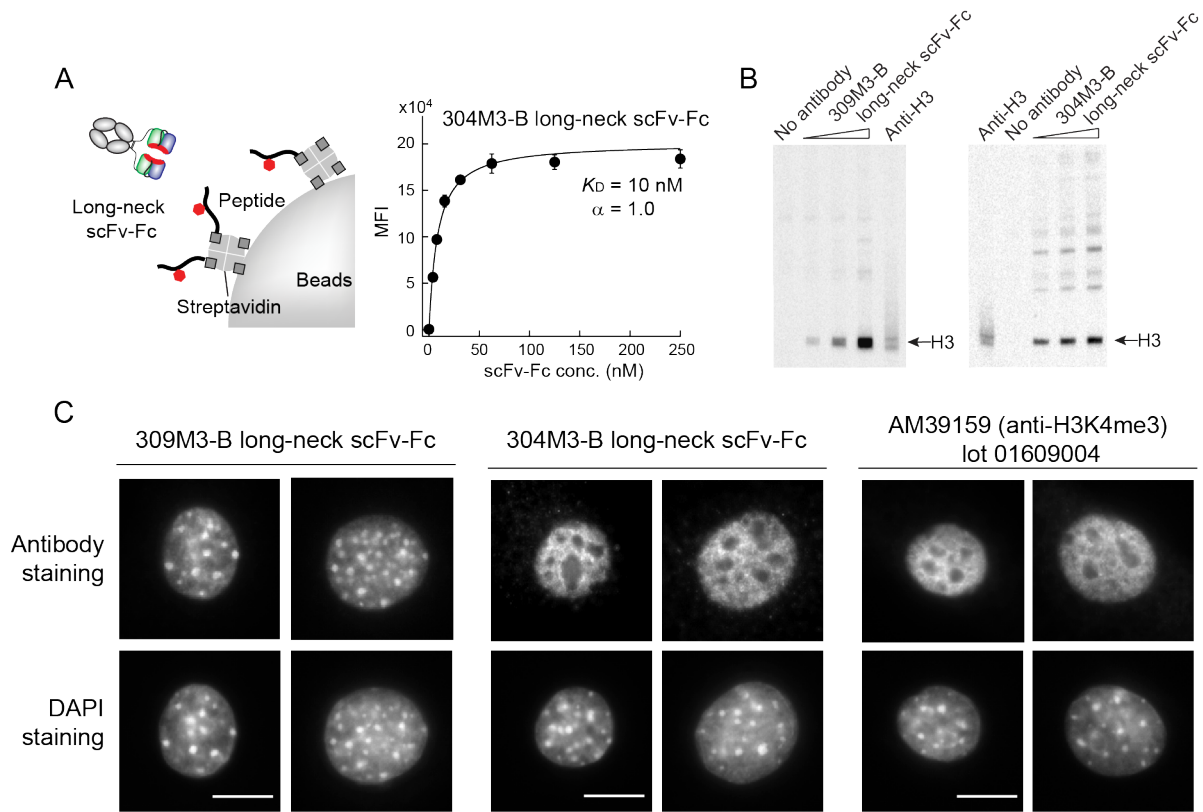 A
Long-neck
scFv-Fc
Peptide
Streptavidin
Beads
x10⁴
304M3-B long-neck scFv-Fc
20
15
10
5
0
MFI
KD = 10 nM
α = 1.0
0
50
100
150
200
250
scFv-Fc conc. (nM)
B
No antibody
309M3-B
long-neck scFv-Fc
Anti-H3
H3
Anti-H3
No antibody
304M3-B
long-neck scFv-Fc
H3
C
309M3-B long-neck scFv-Fc
304M3-B long-neck scFv-Fc
AM39159 (anti-H3K4me3)
lot 01609004
Antibody
staining
DAPI
staining